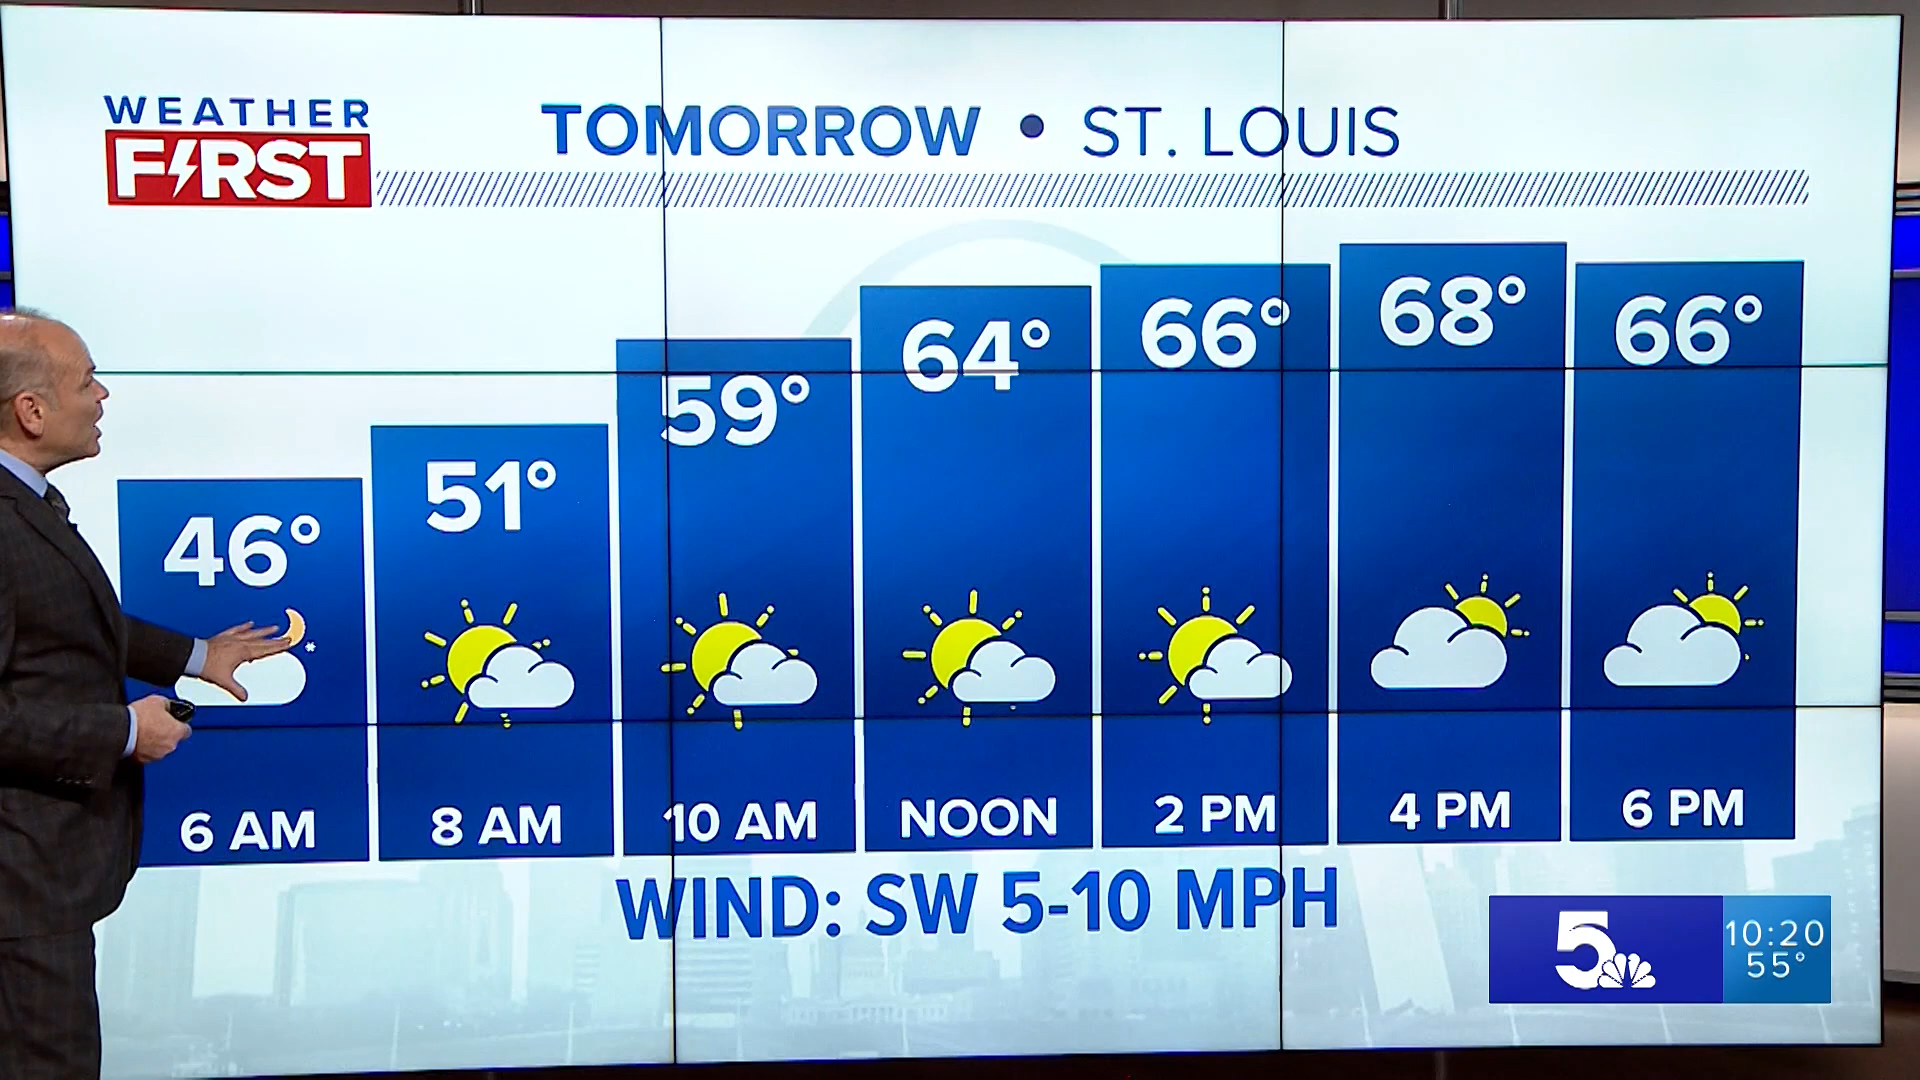 WEATHER
FIRST
TOMORROW • ST. LOUIS
46° 51° 59° 64° 66° 68° 66°
6 AM 8 AM 10 AM NOON 2 PM 4 PM 6 PM
WIND: SW 5-10 MPH
5
10:20
55°